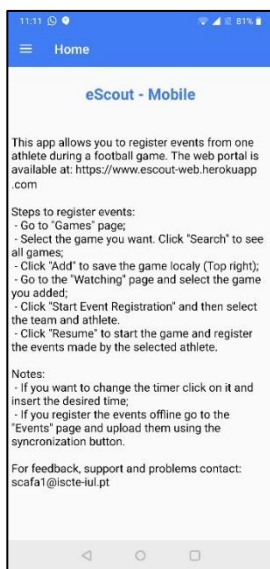 11:11 81%
Home
eScout - Mobile
This app allows you to register events from one
athlete during a football game. The web portal is
available at: https://www.escout-web.herokuapp
.com
Steps to register events:
- Go to "Games" page;
- Select the game you want. Click "Search" to see
all games;
- Click "Add" to save the game localy (Top right);
- Go to the "Watching" page and select the game
you added;
- Click "Start Event Registration" and then select
the team and athlete.
- Click "Resume" to start the game and register
the events made by the selected athlete.
Notes:
- If you want to change the timer click on it and
insert the desired time;
- If you register the events offline go to the
"Events" page and upload them using the
syncronization button.
For feedback, support and problems contact:
scafa1@iscte-iul.pt